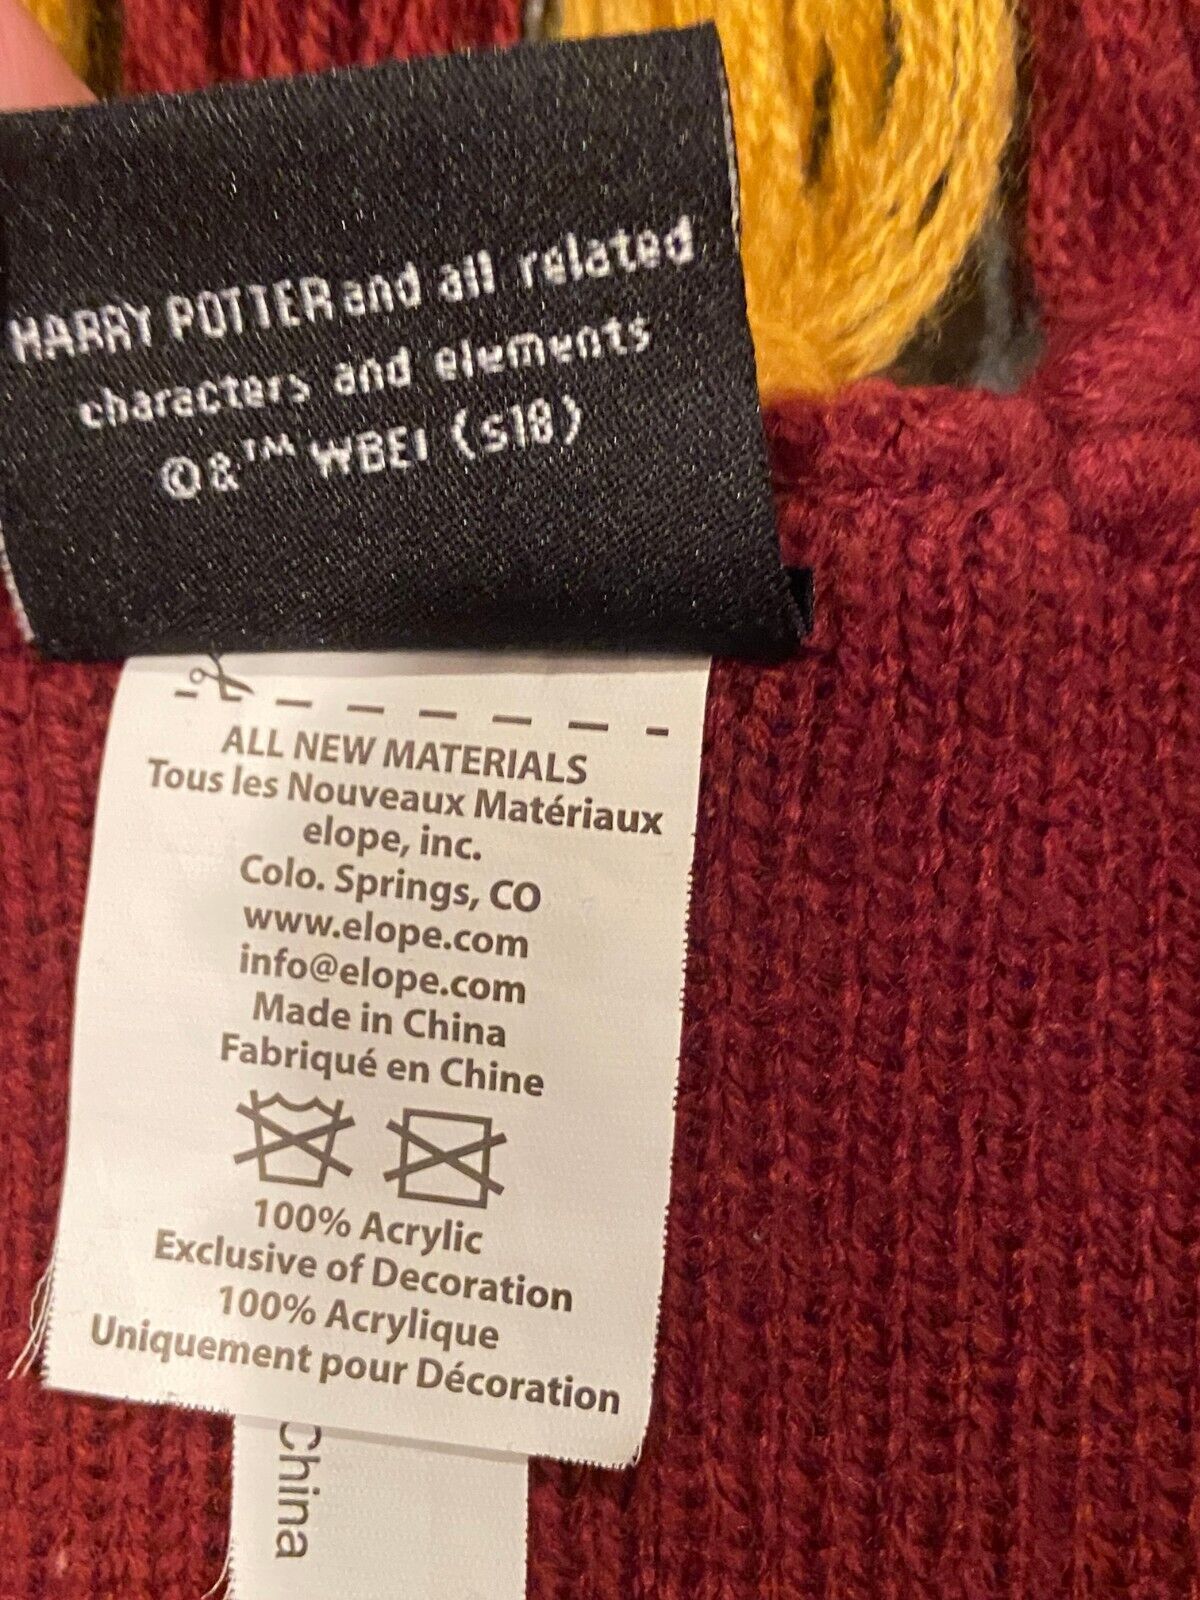 HARRY POTTER and all related
characters and elements
©&™ WBEI (s18)
ALL NEW MATERIALS
Tous les Nouveaux Matériaux
elope, inc.
Colo. Springs, CO
www.elope.com
info@elope.com
Made in China
Fabriqué en Chine
100% Acrylic
Exclusive of Decoration
100% Acrylique
Uniquement pour Décoration
China